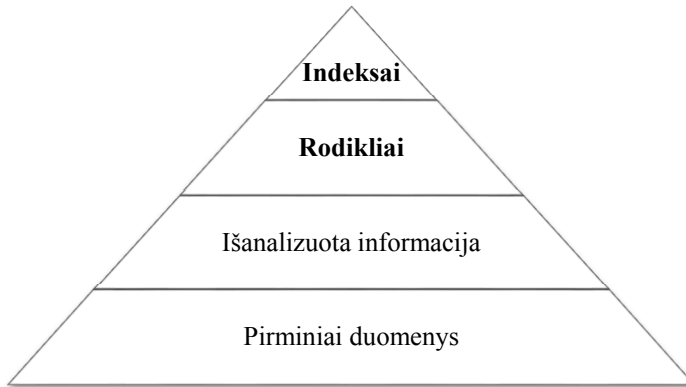 Indeksai
Rodikliai
Išanalizuota informacija
Pirminiai duomenys